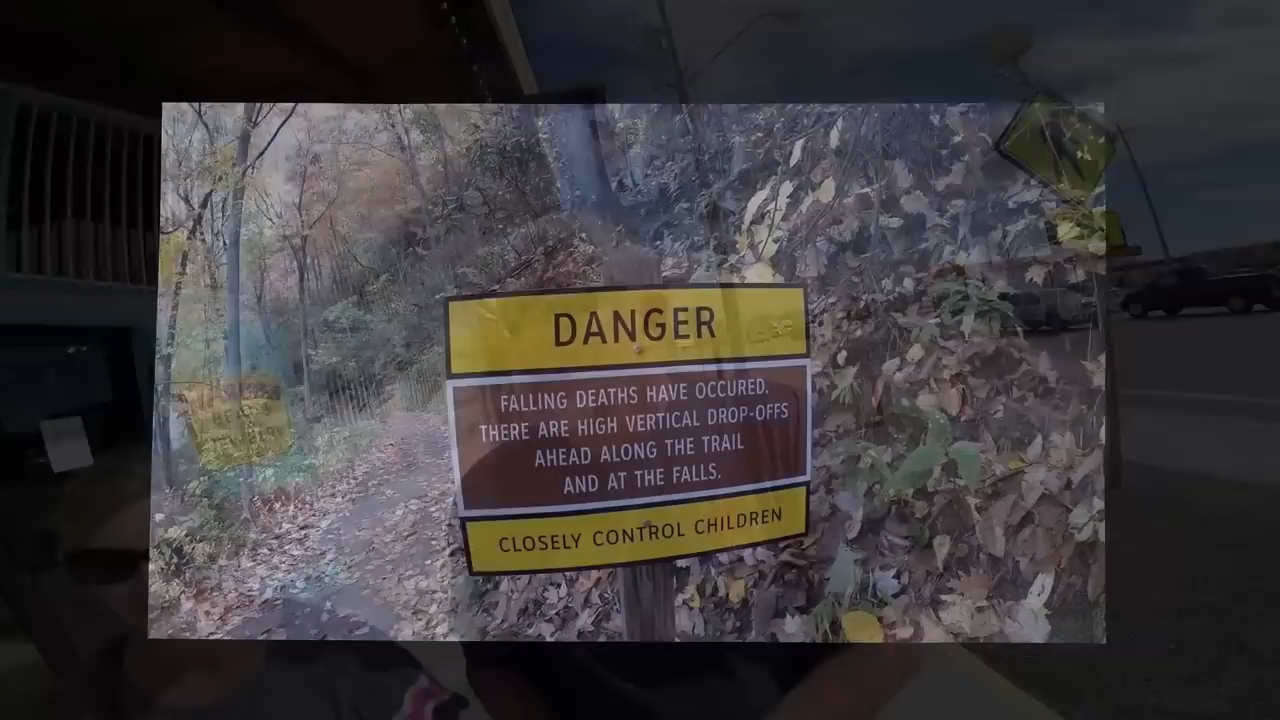 DANGER
FALLING DEATHS HAVE OCCURED.
THERE ARE HIGH VERTICAL DROP-OFFS
AHEAD ALONG THE TRAIL
AND AT THE FALLS.
CLOSELY CONTROL CHILDREN